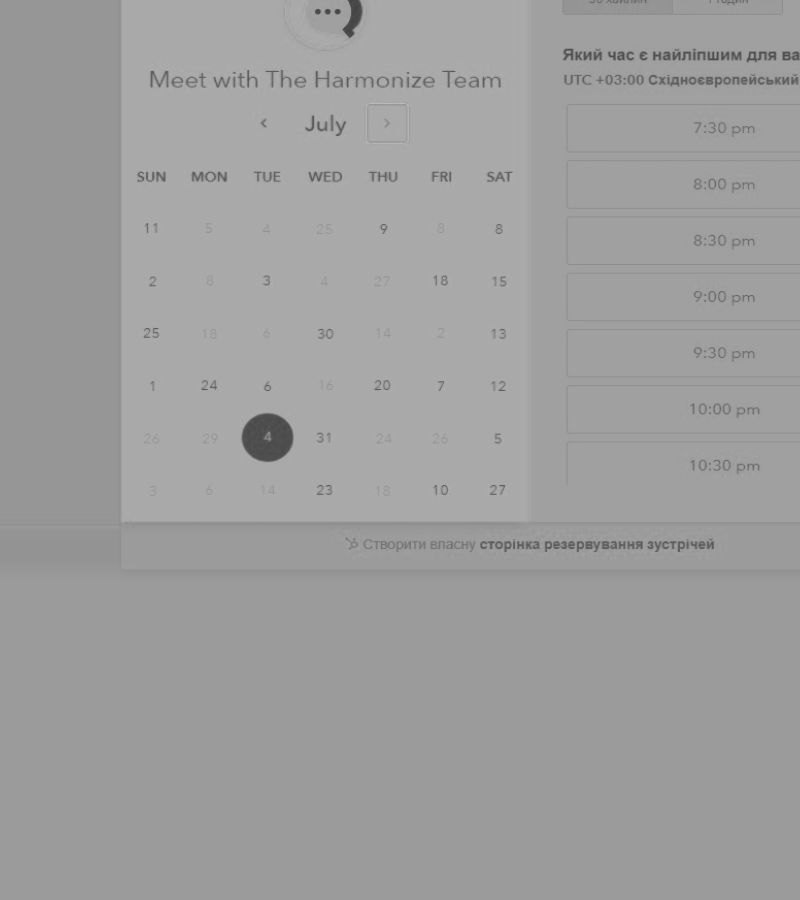 Meet with The Harmonize Team
July
SUN MON TUE WED THU FRI SAT
11 5 4 25 9 8 8
2 8 3 4 27 18 15
25 18 6 30 14 2 13
1 24 6 16 20 7 12
26 29 4 31 24 26 5
3 6 14 23 18 10 27
Створити власну сторінка резервування зустрічей
Який час є найліпшим для ва
UTC +03:00 Східноєвропейський
7:30 pm
8:00 pm
8:30 pm
9:00 pm
9:30 pm
10:00 pm
10:30 pm